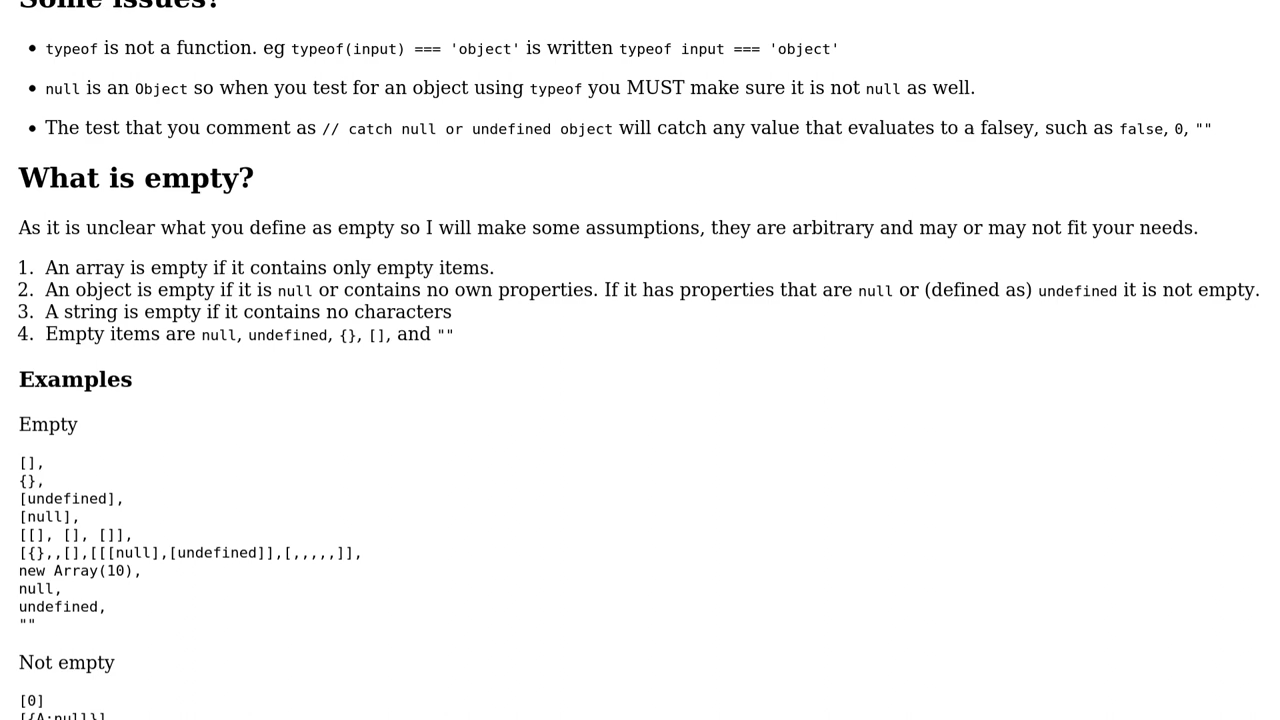 Some issues?
typeof is not a function. eg typeof(input) === 'object' is written typeof input === 'object'
null is an Object so when you test for an object using typeof you MUST make sure it is not null as well.
The test that you comment as // catch null or undefined object will catch any value that evaluates to a falsey, such as false, 0, ""
What is empty?
As it is unclear what you define as empty so I will make some assumptions, they are arbitrary and may or may not fit your needs.
1. An array is empty if it contains only empty items.
2. An object is empty if it is null or contains no own properties. If it has properties that are null or (defined as) undefined it is not empty.
3. A string is empty if it contains no characters
4. Empty items are null, undefined, {}, [], and ""
Examples
Empty
[],
{},
[undefined],
[null],
[[], [], []],
[{},,[],[[[null],[undefined]],[,,,,,]],
new Array(10),
null,
undefined,
""
Not empty
[0]
[{A:null}]